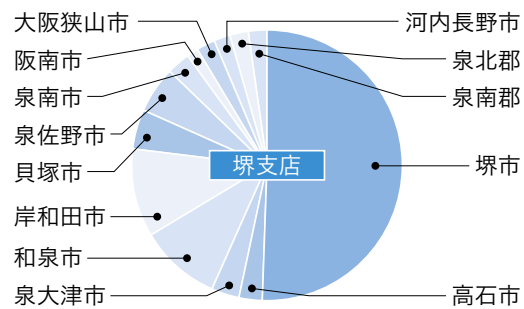 大阪狭山市
阪南市
泉南市
泉佐野市
貝塚市
岸和田市
和泉市
泉大津市
堺支店
河内長野市
泉北郡
泉南郡
堺市
高石市